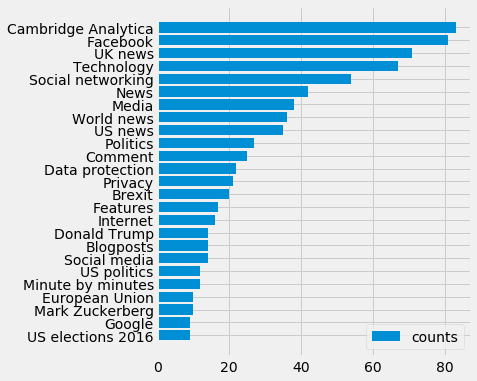 Cambridge Analytica
Facebook
UK news
Technology
Social networking
News
Media
World news
US news
Politics
Comment
Data protection
Privacy
Brexit
Features
Internet
Donald Trump
Blogposts
Social media
US politics
Minute by minutes
European Union
Mark Zuckerberg
Google
US elections 2016
counts
0 20 40 60 80